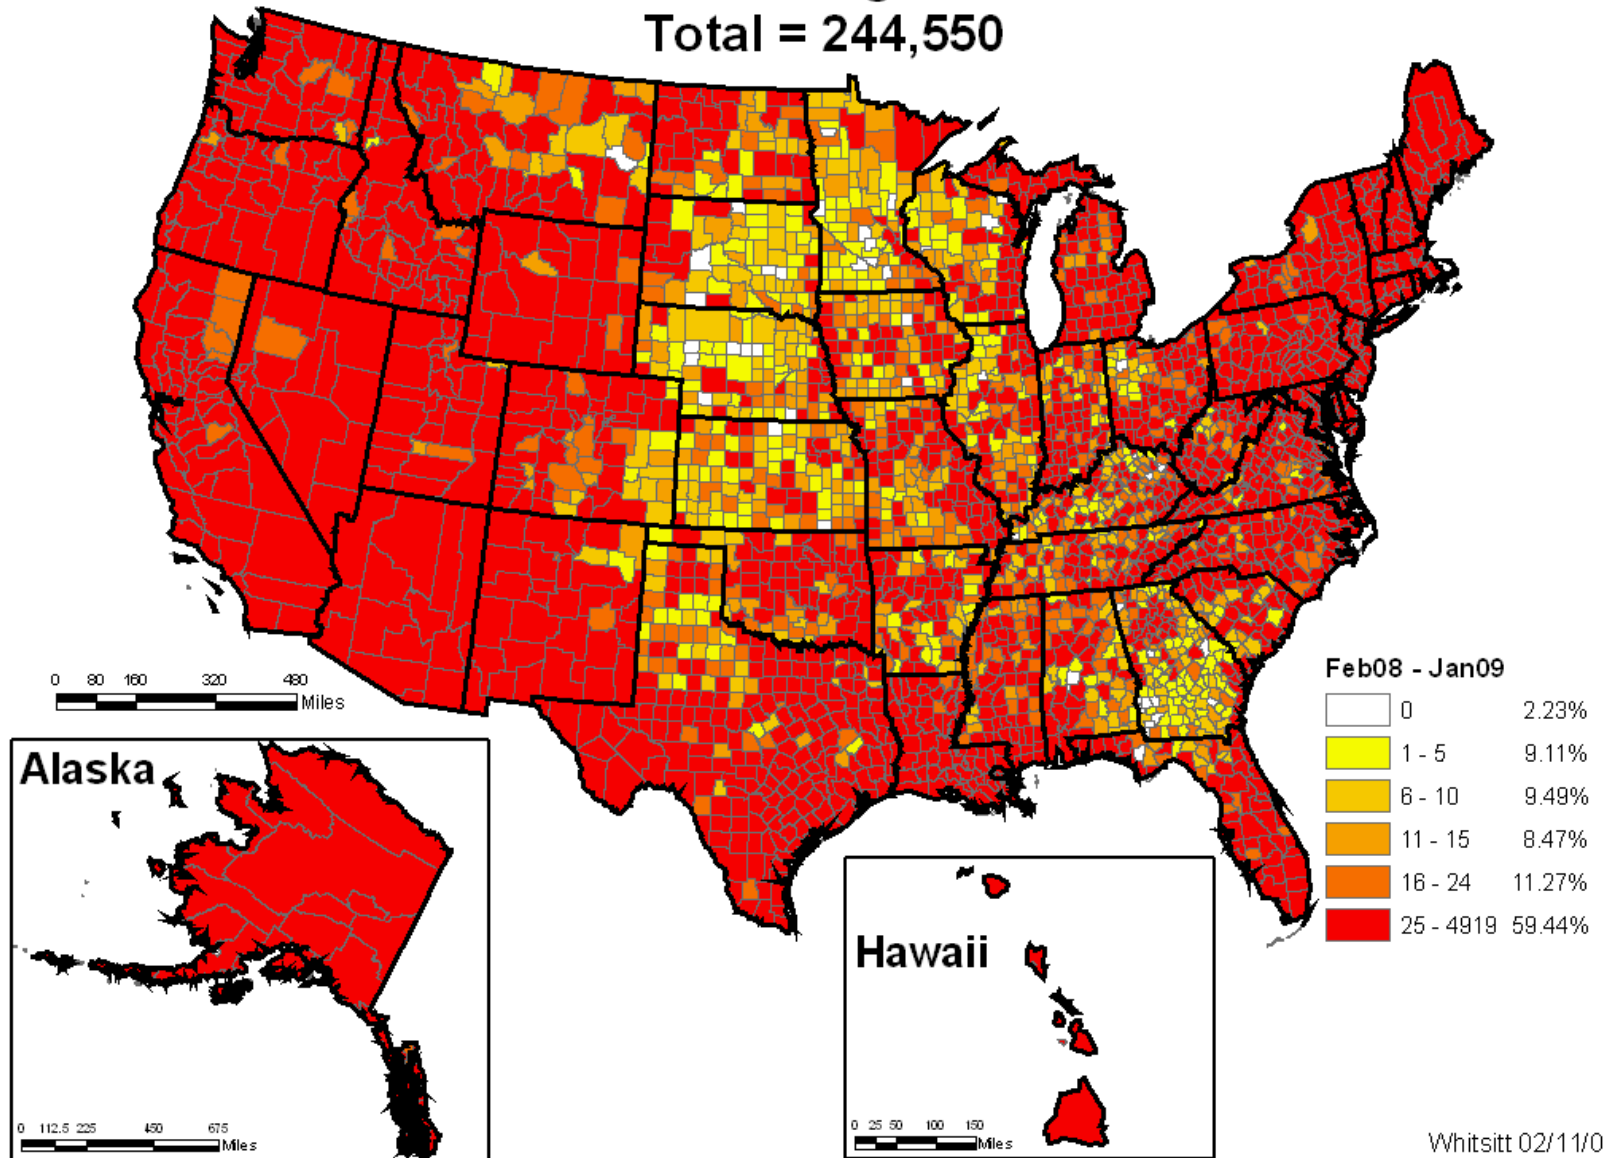 Total = 244,550
0 80 160 320 480
Miles
Feb08 - Jan09
0 2.23%
1 - 5 9.11%
6 - 10 9.49%
11 - 15 8.47%
16 - 24 11.27%
25 - 4919 59.44%
Alaska
0 112.5 225 450 675
Miles
Hawaii
0 25 50 100 150
Miles
Whitsitt 02/11/0